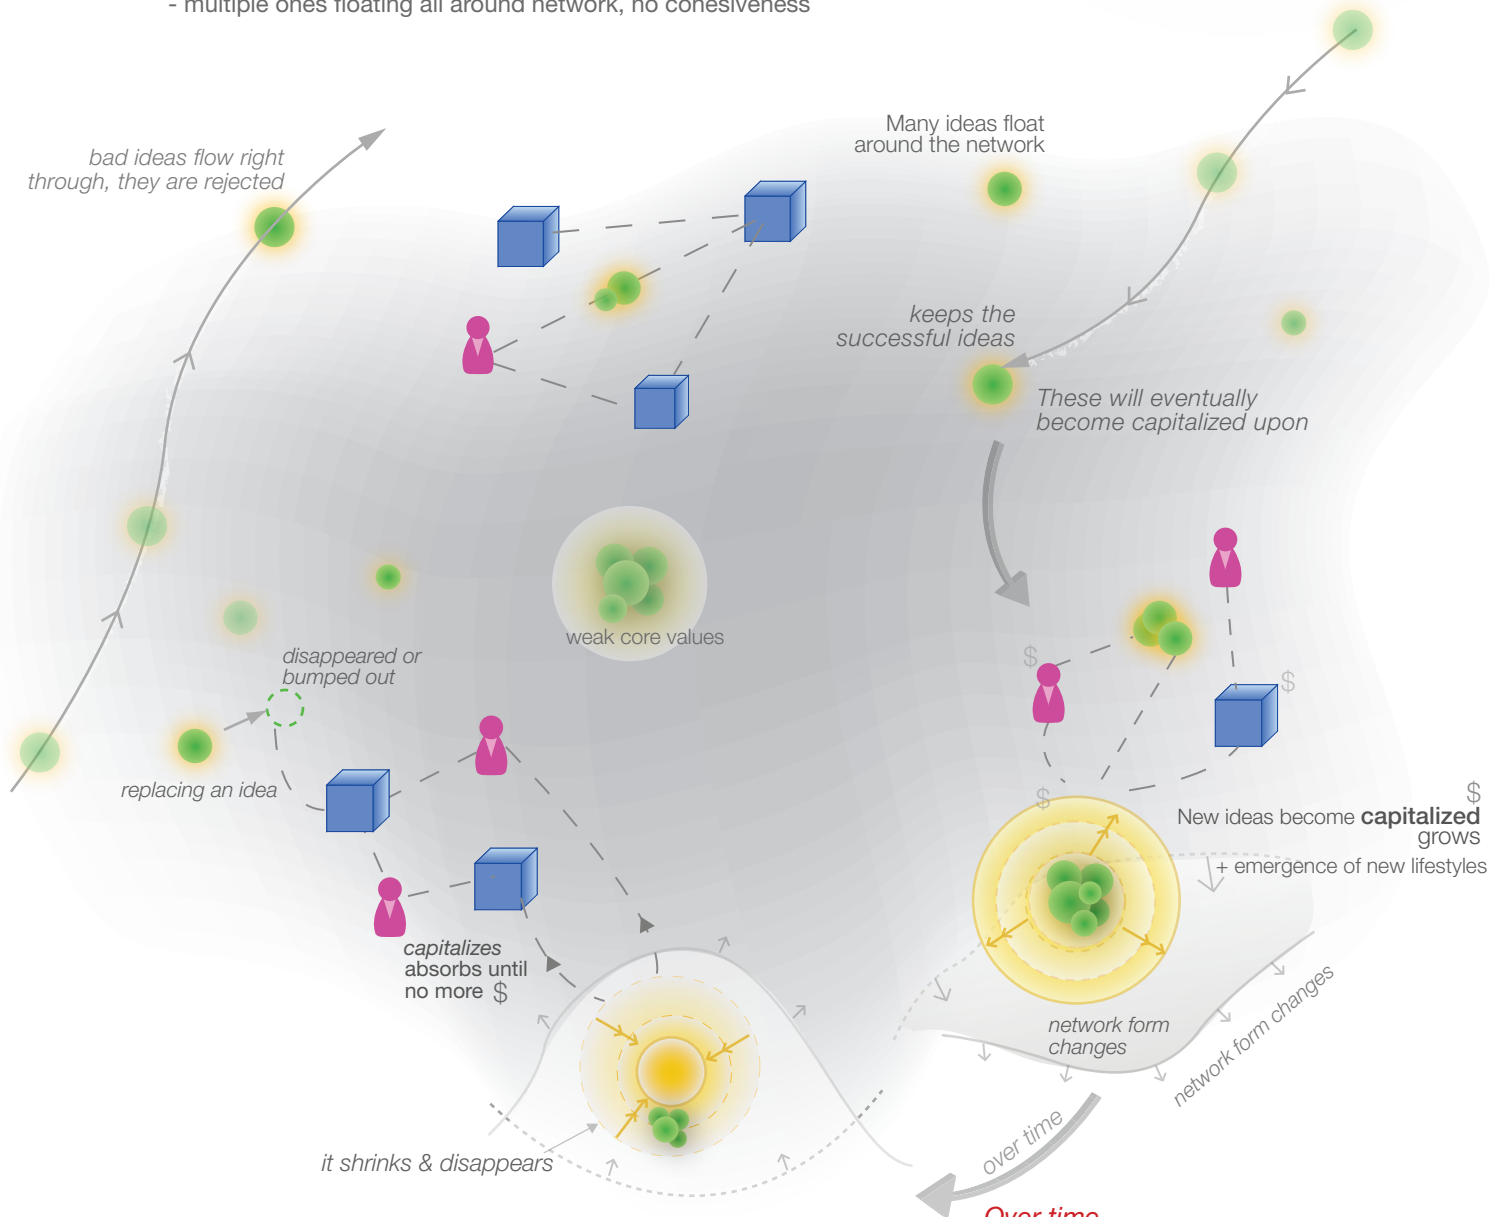 - multiple ones floating all around network, no cohesiveness
bad ideas flow right
through, they are rejected
Many ideas float
around the network
keeps the
successful ideas
These will eventually
become capitalized upon
weak core values
disappeared or
bumped out
replacing an idea
$
$
$
$
New ideas become capitalized
grows
+ emergence of new lifestyles
capitalizes
absorbs until
no more $
network form
changes
network form changes
over time
it shrinks & disappears
Over time